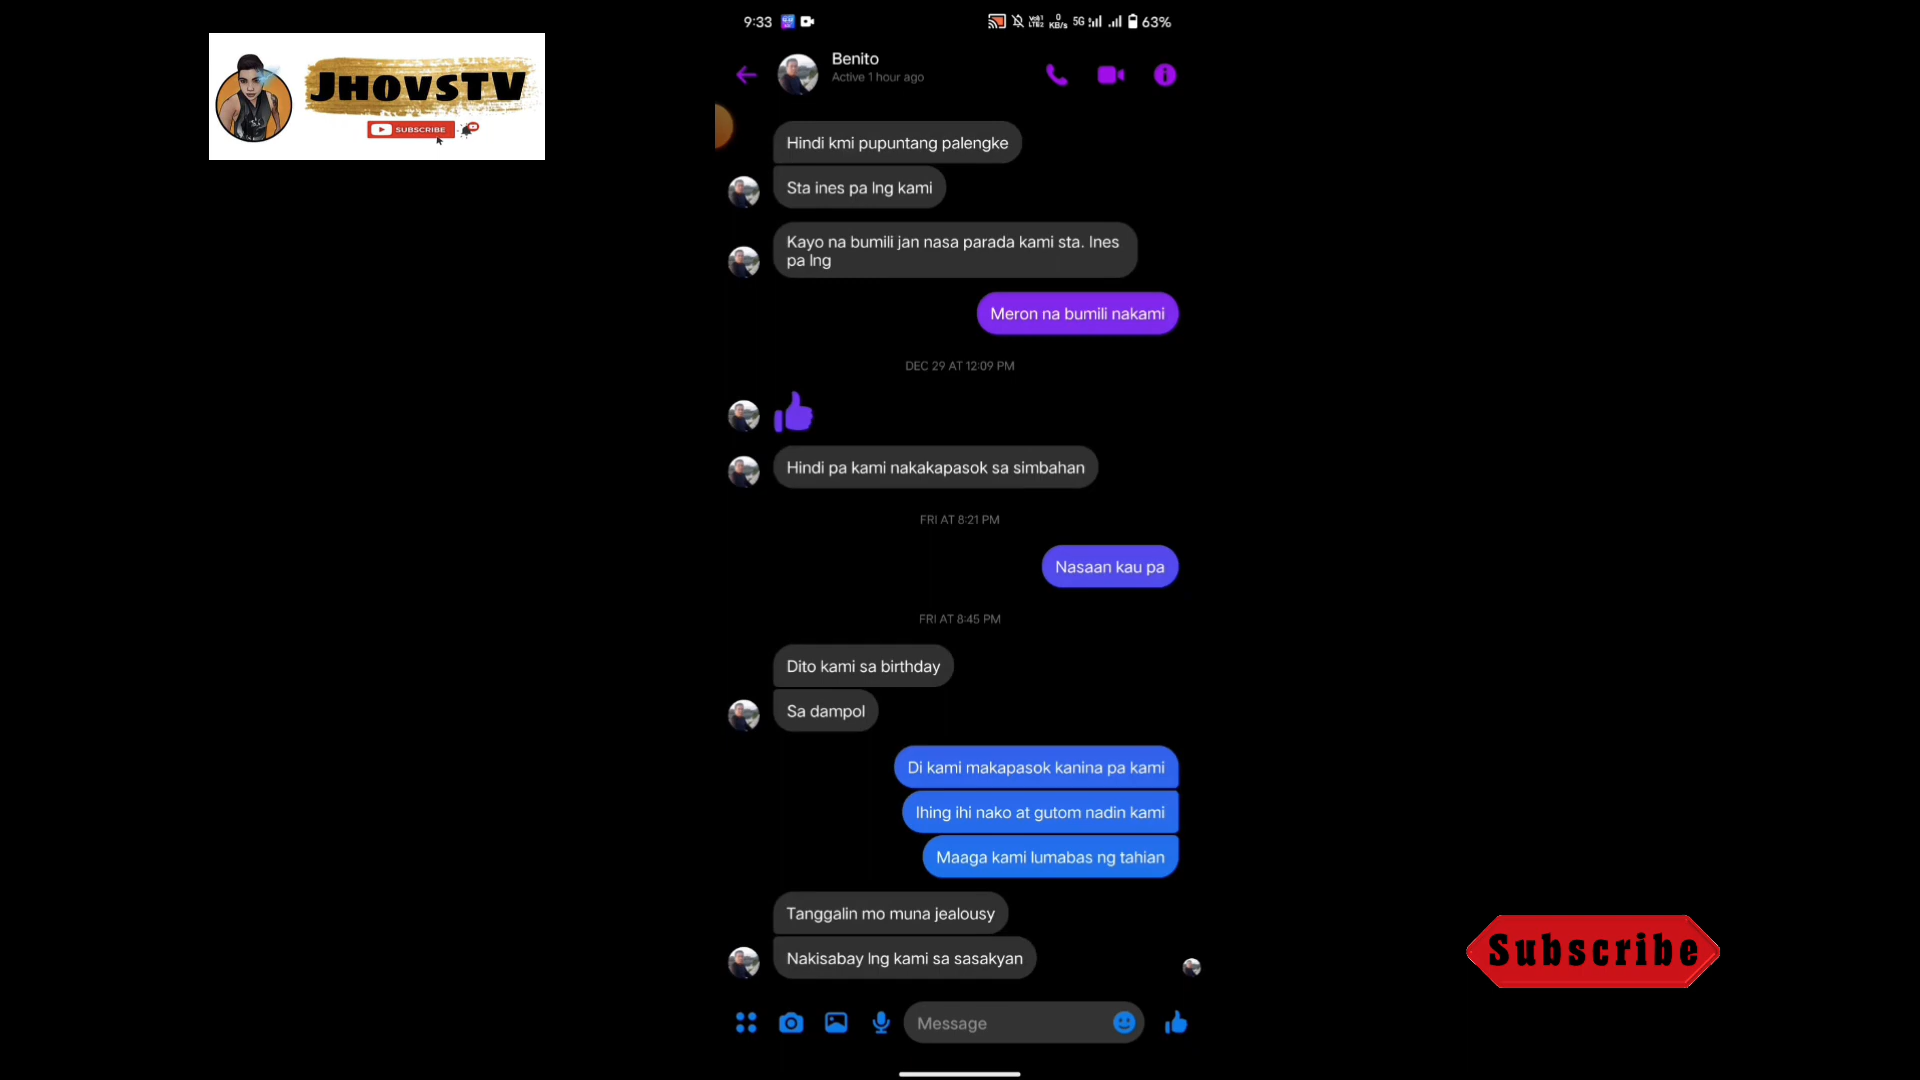 JHOVSTV
SUBSCRIBE
9:33
0
KB/s
5G
63%
Benito
Active 1 hour ago
Hindi kmi pupuntang palengke
Sta ines pa lng kami
Kayo na bumili jan nasa parada kami sta. Ines
pa lng
Meron na bumili nakami
DEC 29 AT 12:09 PM
Hindi pa kami nakakapasok sa simbahan
FRI AT 8:21 PM
Nasaan kau pa
FRI AT 8:45 PM
Dito kami sa birthday
Sa dampol
Di kami makapasok kanina pa kami
Ihing ihi nako at gutom nadin kami
Maaga kami lumabas ng tahian
Tanggalin mo muna jealousy
Nakisabay lng kami sa sasakyan
Message
Subscribe